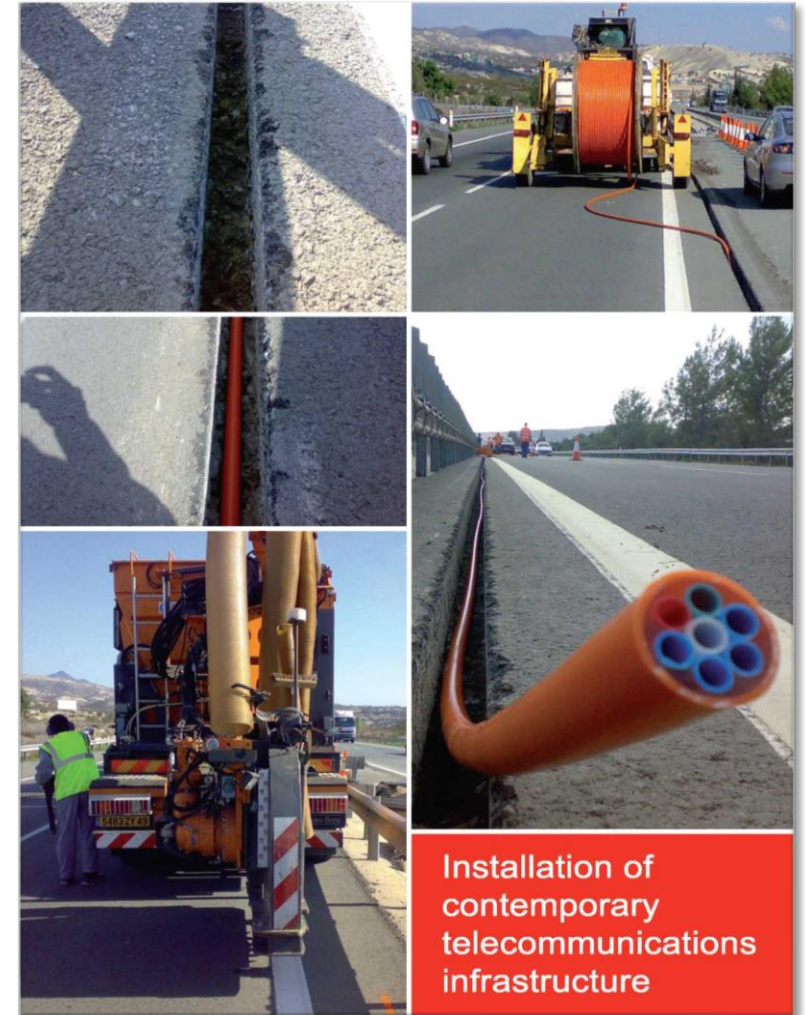 Installation of
contemporary
telecommunications
infrastructure